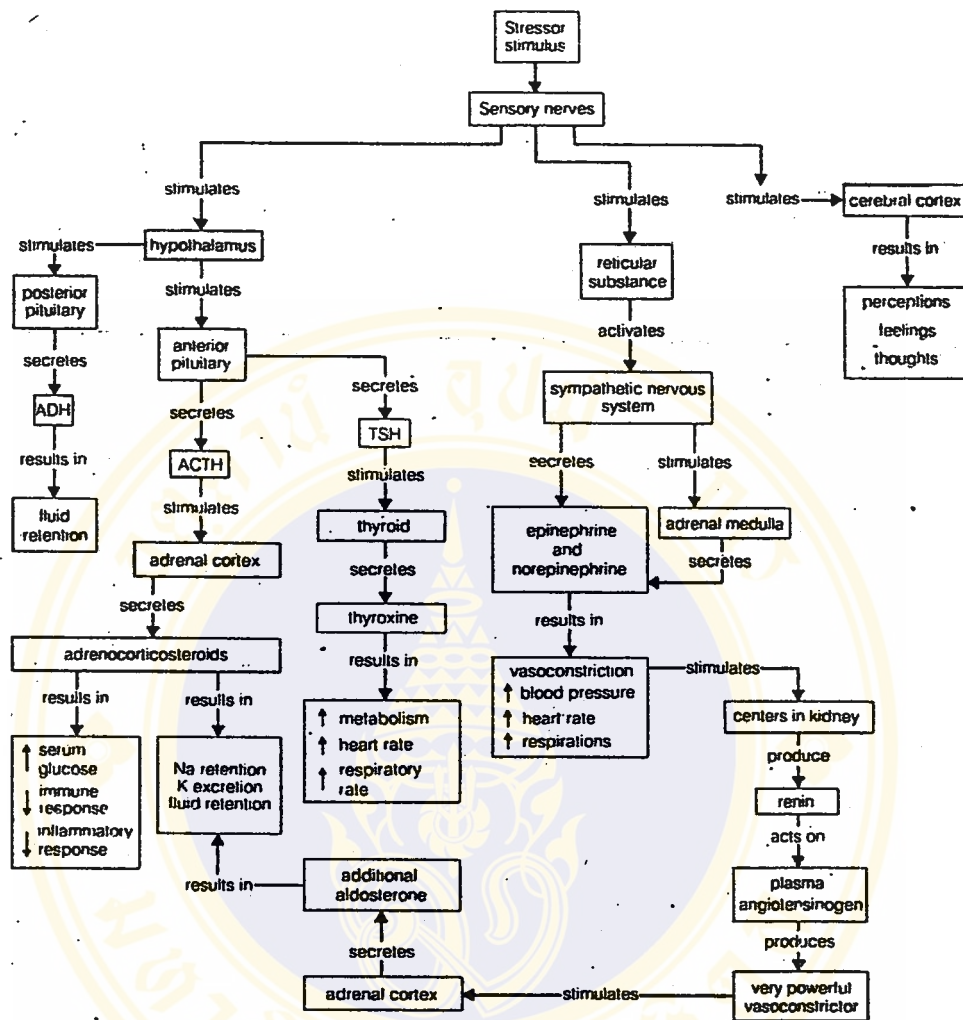 Stressor
stimulus
Sensory nerves
stimulates
stimulates
stimulates
cerebral cortex
results in
perceptions
feelings
thoughts
stimulates
hypothalamus
posterior
pituitary
secretes
ADH
results in
fluid
retention
stimulates
anterior
pituitary
secretes
ACTH
stimulates
adrenal cortex
secretes
adrenocorticosteroids
results in
results in
↑ serum
glucose
↓ immune
response
↓ inflammatory
response
Na retention
K excretion
fluid retention
secretes
TSH
stimulates
thyroid
secretes
thyroxine
results in
↑ metabolism
↑ heart rate
↑ respiratory
rate
reticular
substance
activates
sympathetic nervous
system
secretes
stimulates
epinephrine
and
norepinephrine
adrenal medulla
secretes
results in
vasoconstriction
↑ blood pressure
↑ heart rate
↑ respirations
stimulates
centers in kidney
produce
renin
acts on
plasma
angiotensinogen
produces
very powerful
vasoconstrictor
stimulates
adrenal cortex
secretes
additional
aldosterone
results in